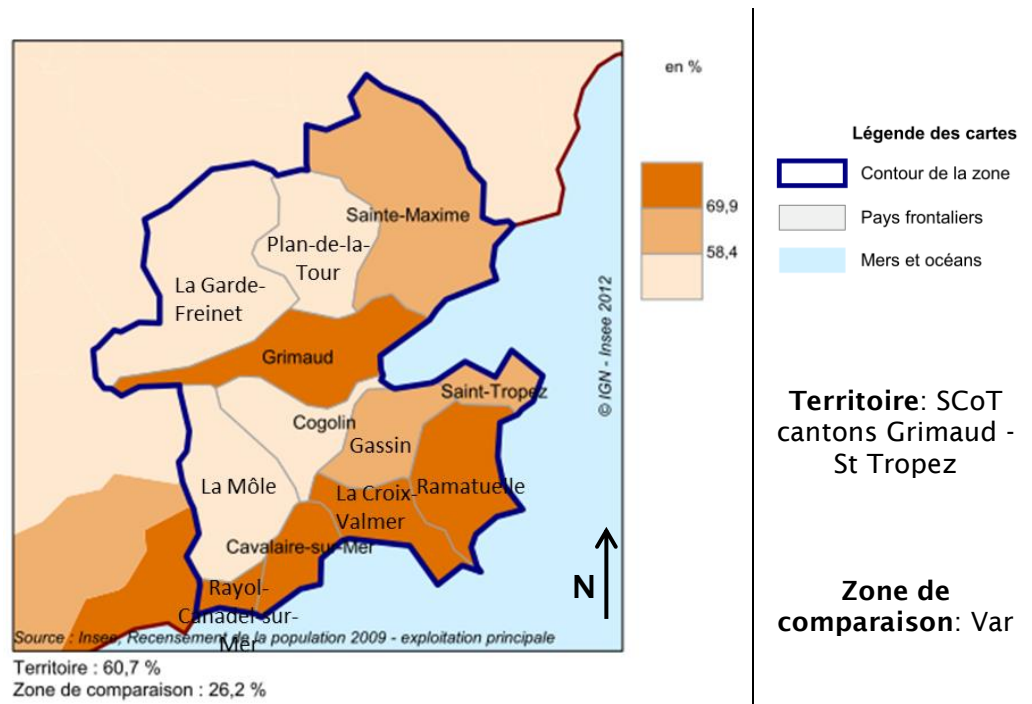 en %
69,9
58,4
Légende des cartes
Contour de la zone
Pays frontaliers
Mers et océans
Sainte-Maxime
Plan-de-la-
Tour
La Garde-
Freinet
Grimaud
Saint-Tropez
Cogolin
Gassin
La Môle
La Croix-
Valmer
Ramatuelle
Cavalaire-sur-Mer
Rayol-
Canadel-sur-
Mer
© IGN - Insee 2012
N
Source : Insee, Recensement de la population 2009 - exploitation principale
Territoire : 60,7 %
Zone de comparaison : 26,2 %
Territoire: SCoT
cantons Grimaud -
St Tropez
Zone de
comparaison: Var